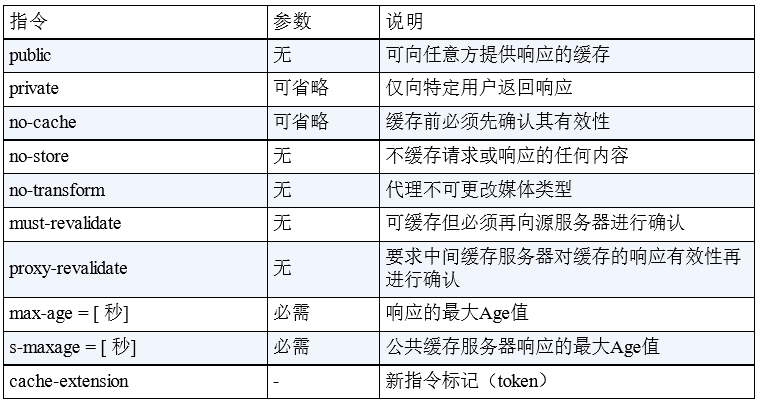 指令 参数 说明
public 无 可向任意方提供响应的缓存
private 可省略 仅向特定用户返回响应
no-cache 可省略 缓存前必须先确认其有效性
no-store 无 不缓存请求或响应的任何内容
no-transform 无 代理不可更改媒体类型
must-revalidate 无 可缓存但必须再向源服务器进行确认
proxy-revalidate 无 要求中间缓存服务器对缓存的响应有效性再
进行确认
max-age = [ 秒] 必需 响应的最大Age值
s-maxage = [ 秒] 必需 公共缓存服务器响应的最大Age值
cache-extension - 新指令标记（token）